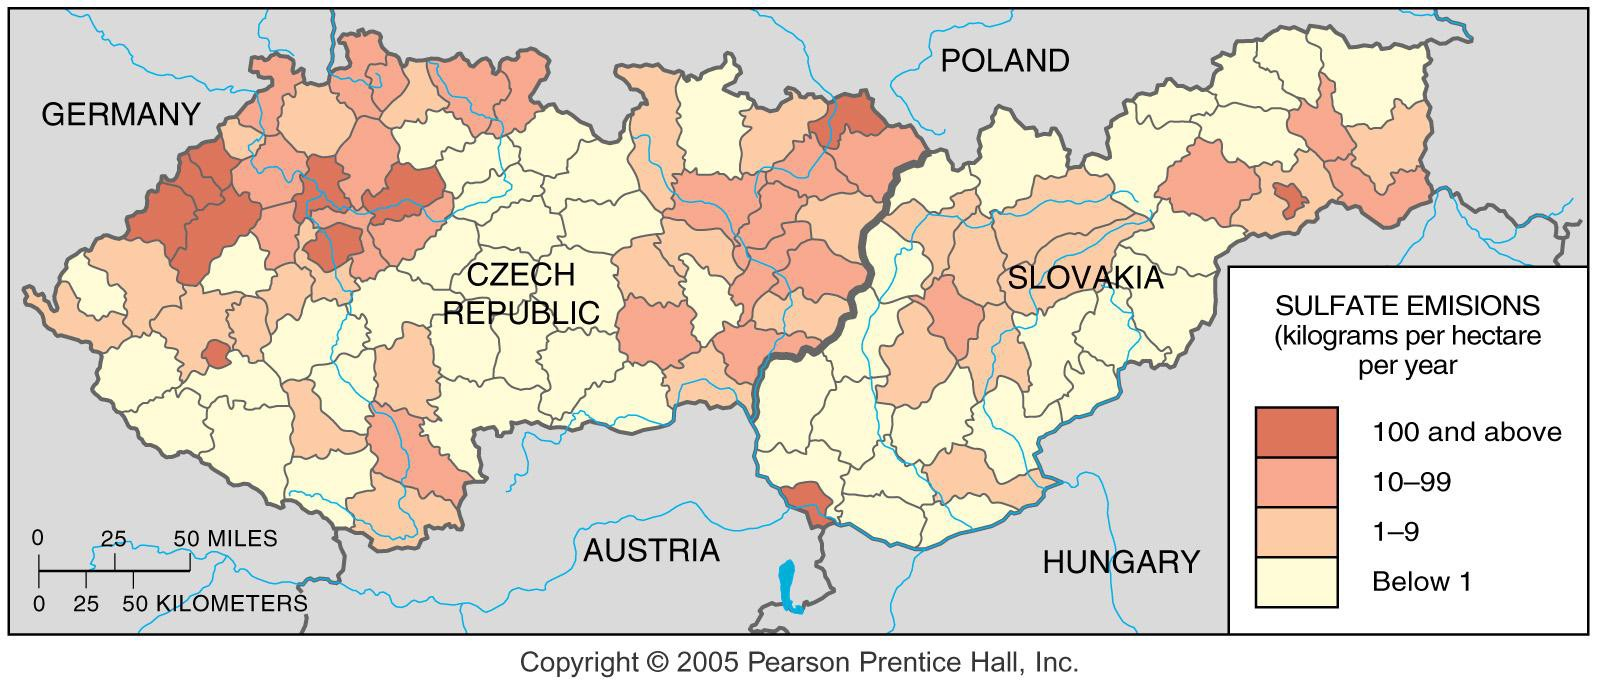 POLAND
GERMANY
CZECH
REPUBLIC
SLOVAKIA
SULFATE EMISIONS
(kilograms per hectare
per year
100 and above
10–99
1–9
Below 1
0 25 50 MILES
0 25 50 KILOMETERS
AUSTRIA
HUNGARY
Copyright © 2005 Pearson Prentice Hall, Inc.